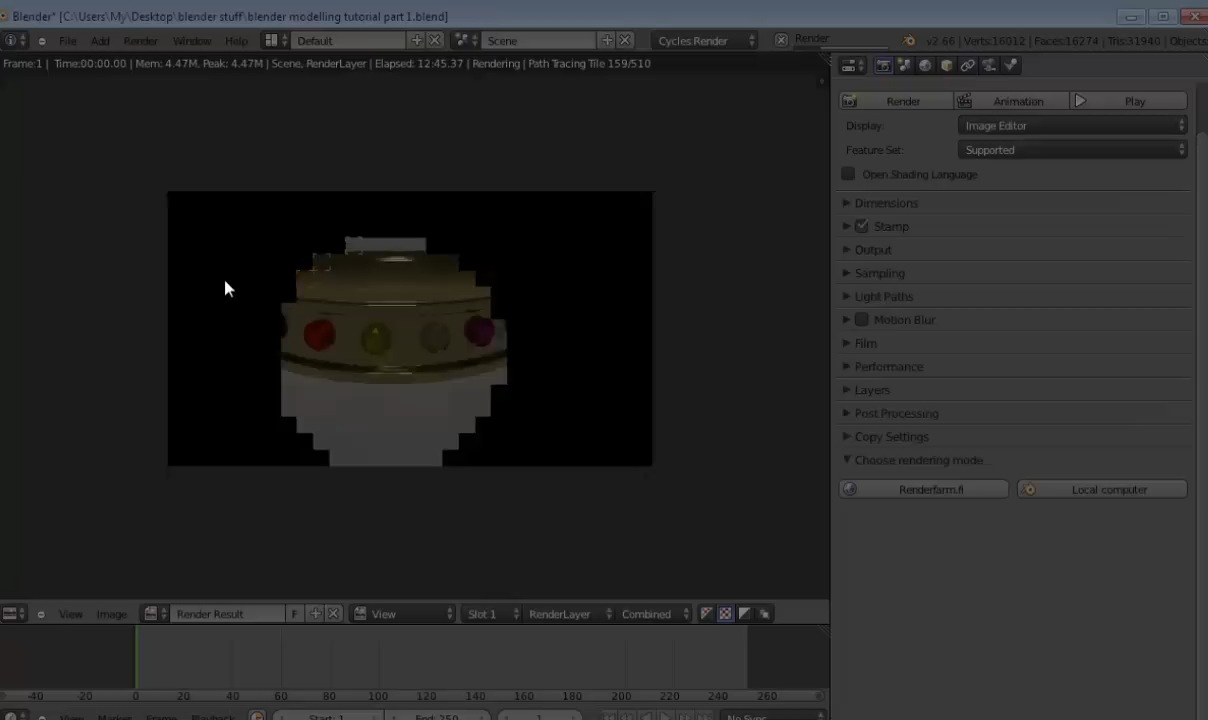 Blender* [C:\Users\My\Desktop\blender stuff\blender modelling tutorial part 1.blend]
File Add Render Window Help Default Scene Cycles Render Render v2.66 | Verts:16012 | Faces:16274 | Tris:31940 | Objects:
Frame:1 | Time:00:00.00 | Mem: 4.47M, Peak: 4.47M | Scene, RenderLayer | Elapsed: 12:45.37 | Rendering | Path Tracing Tile 159/510
Render Animation Play
Display: Image Editor
Feature Set: Supported
Open Shading Language
Dimensions
Stamp
Output
Sampling
Light Paths
Motion Blur
Film
Performance
Layers
Post Processing
Copy Settings
Choose rendering mode...
Renderfarm.fi Local computer
View Image Render Result F View Slot 1 RenderLayer Combined
-40 -20 0 20 40 60 80 100 120 140 160 180 200 220 240 260
View Marker Frame Playback Start: 1 End: 250 1 No Sync